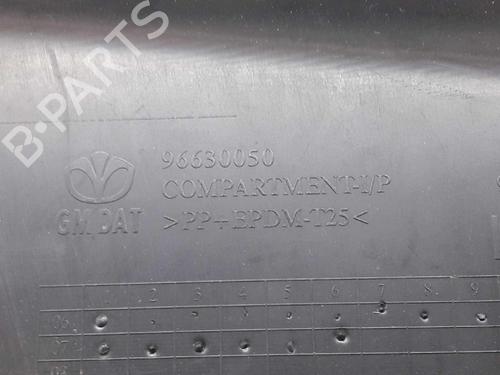 B-PARTS
96630050
COMPARTMENT-I/P
GM DAT
>PP+EPDM-T25<
1 2 3 4 5 6 7 8 9
06
07